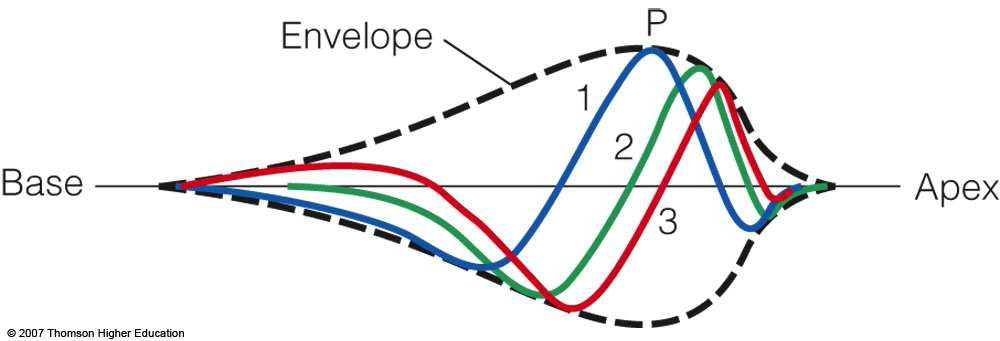 P
Envelope
1
2
Base
Apex
3
© 2007 Thomson Higher Education